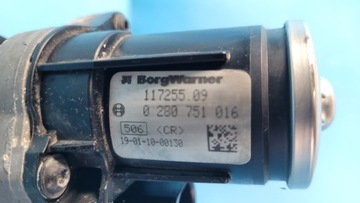 BorgWarner
117255.09
0 280 751 016
506 <CR>
19-01-10-00130